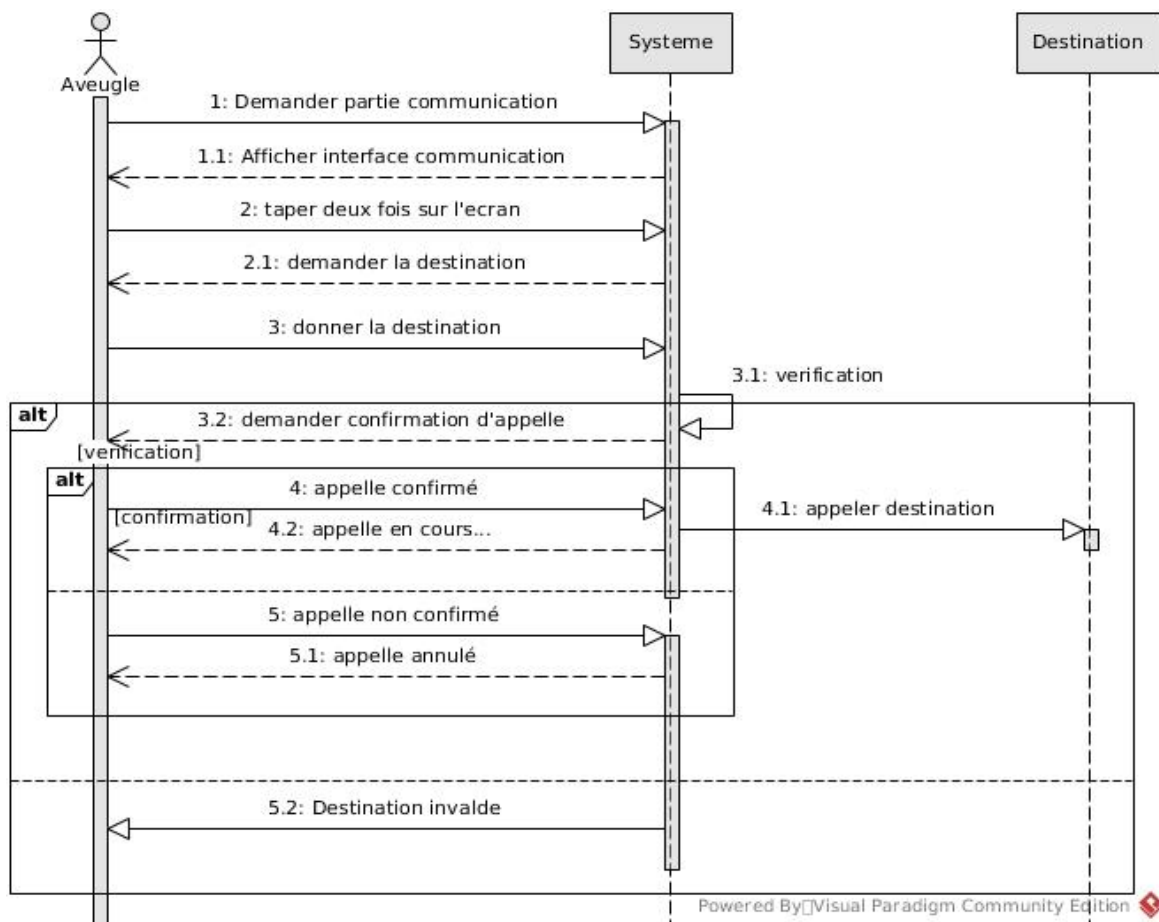 Systeme
Destination
Aveugle
1: Demander partie communication
1.1: Afficher interface communication
2: taper deux fois sur l'ecran
2.1: demander la destination
3: donner la destination
3.1: verification
alt
3.2: demander confirmation d'appelle
[verification]
alt
4: appelle confirmé
4.1: appeler destination
[confirmation]
4.2: appelle en cours...
5: appelle non confirmé
5.1: appelle annulé
5.2: Destination invalde
Powered By Visual Paradigm Community Edition